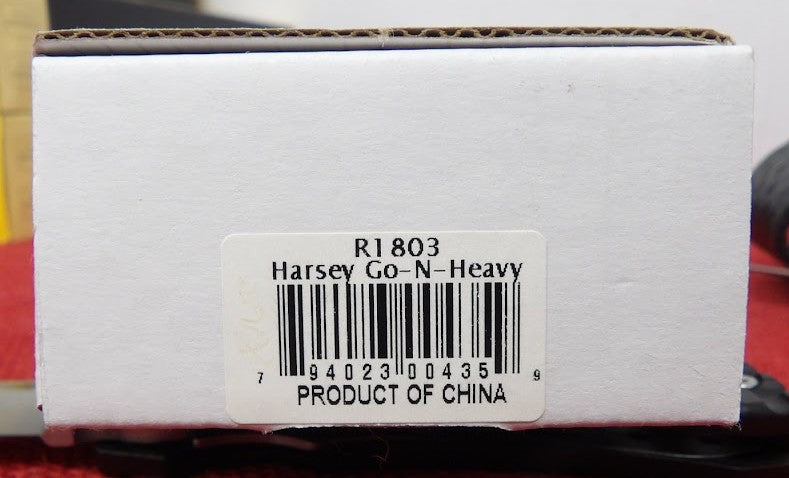 R1803
Harsey Go-N-Heavy
7 94023 00435 9
PRODUCT OF CHINA